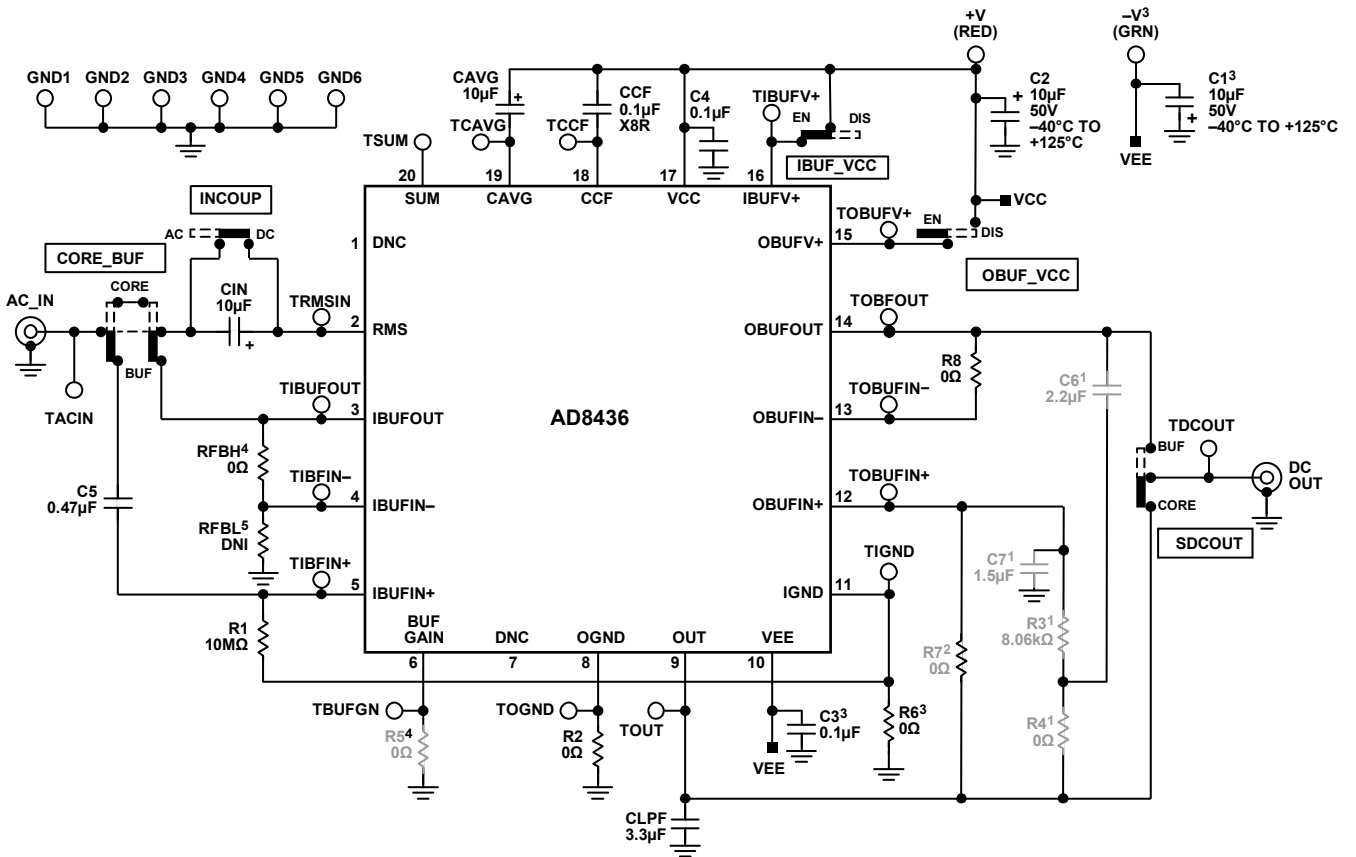 +V
(RED)
–V³
(GRN)
GND1
GND2
GND3
GND4
GND5
GND6
CAVG
10µF
+
CCF
0.1µF
X8R
C4
0.1µF
TIBUFV+
EN
DIS
IBUF_VCC
+
C2
10µF
50V
–40°C TO
+125°C
C1³
10µF
50V
–40°C TO +125°C
+
VEE
TSUM
TCAVG
TCCF
20
SUM
19
CAVG
18
CCF
17
VCC
16
IBUFV+
INCOUP
AC
DC
1
DNC
TOBUFV+
15
OBUFV+
EN
DIS
VCC
OBUF_VCC
CORE_BUF
CORE
BUF
AC_IN
TACIN
CIN
10µF
+
TRMSIN
2
RMS
TOBFOUT
14
OBUFOUT
R8
0Ω
C6¹
2.2µF
TIBUFOUT
3
IBUFOUT
AD8436
TOBUFIN–
13
OBUFIN–
BUF
TDCOUT
DC
OUT
CORE
SDCOUT
RFBH⁴
0Ω
TIBFIN–
4
IBUFIN–
TOBUFIN+
12
OBUFIN+
C5
0.47µF
RFBL⁵
DNI
TIBFIN+
5
IBUFIN+
TIGND
11
IGND
C7¹
1.5µF
R3¹
8.06kΩ
R1
10MΩ
BUF
GAIN
6
DNC
7
OGND
8
OUT
9
VEE
10
R7²
0Ω
TBUFGN
R5⁴
0Ω
TOGND
R2
0Ω
TOUT
C3³
0.1µF
VEE
R6³
0Ω
R4¹
0Ω
CLPF
3.3µF